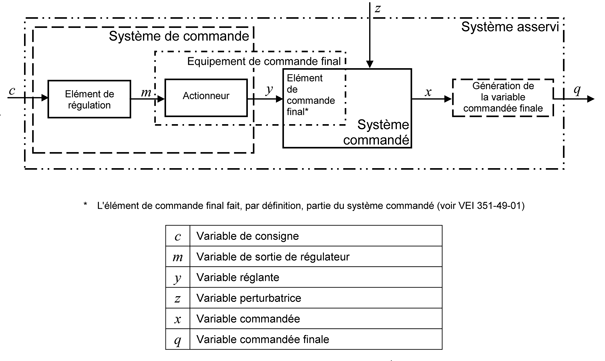 z
Système asservi
Système de commande
Equipement de commande final
c
Elément de
régulation
m
Actionneur
y
Elément
de
commande
final*
Système
commandé
x
Génération de
la variable
commandée finale
q
* L'élément de commande final fait, par définition, partie du système commandé (voir VEI 351-49-01)
c Variable de consigne
m Variable de sortie de régulateur
y Variable réglante
z Variable perturbatrice
x Variable commandée
q Variable commandée finale